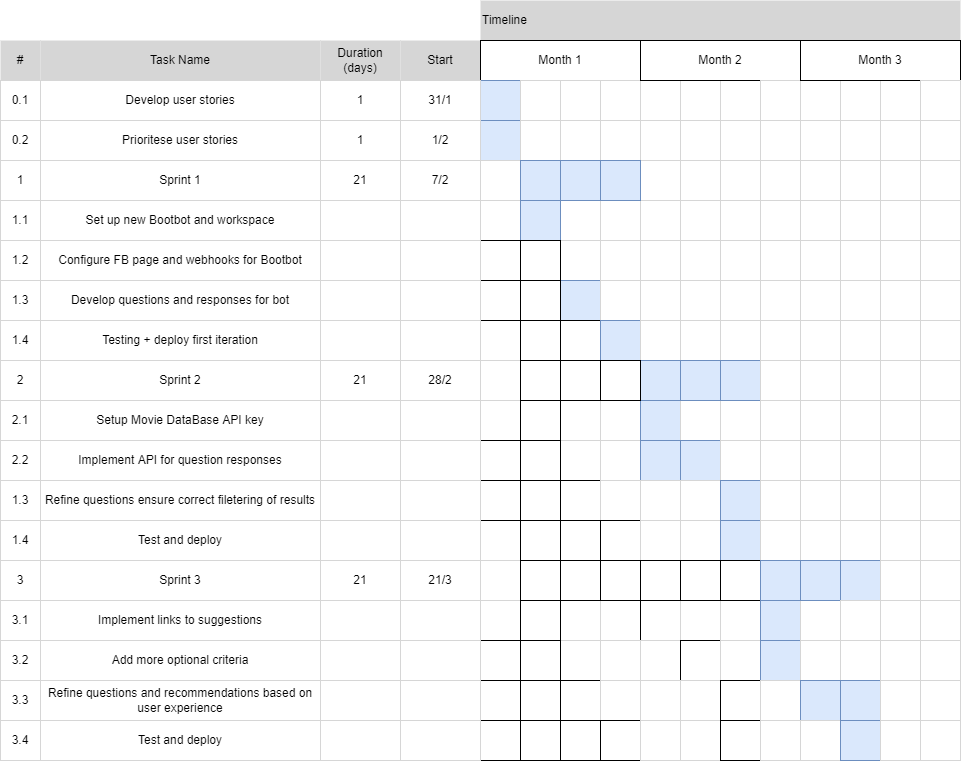 Timeline
# Task Name Duration (days) Start Month 1 Month 2 Month 3
0.1 Develop user stories 1 31/1
0.2 Prioritese user stories 1 1/2
1 Sprint 1 21 7/2
1.1 Set up new Bootbot and workspace
1.2 Configure FB page and webhooks for Bootbot
1.3 Develop questions and responses for bot
1.4 Testing + deploy first iteration
2 Sprint 2 21 28/2
2.1 Setup Movie DataBase API key
2.2 Implement API for question responses
1.3 Refine questions ensure correct filetering of results
1.4 Test and deploy
3 Sprint 3 21 21/3
3.1 Implement links to suggestions
3.2 Add more optional criteria
3.3 Refine questions and recommendations based on
user experience
3.4 Test and deploy